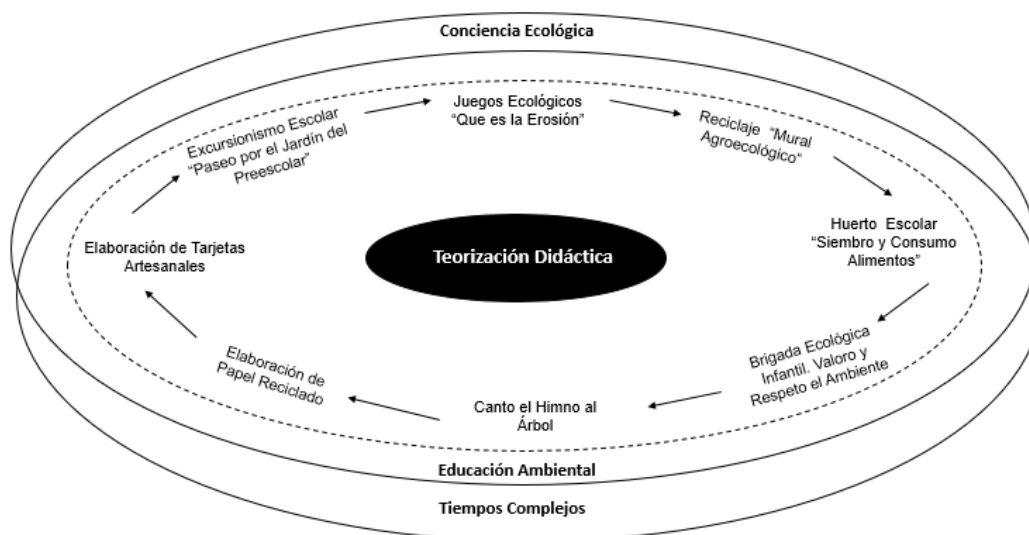 Conciencia Ecológica
Juegos Ecológicos
“Que es la Erosión”
Reciclaje “Mural
Agroecológico”
Huerto Escolar
“Siembro y Consumo
Alimentos”
Brigada Ecológica
Infantil. Valoro y
Respeto el Ambiente
Canto el Himno al
Árbol
Elaboración de
Papel Reciclado
Elaboración de Tarjetas
Artesanales
Excursionismo Escolar
“Paseo por el Jardín del
Preescolar”
Teorización Didáctica
Educación Ambiental
Tiempos Complejos